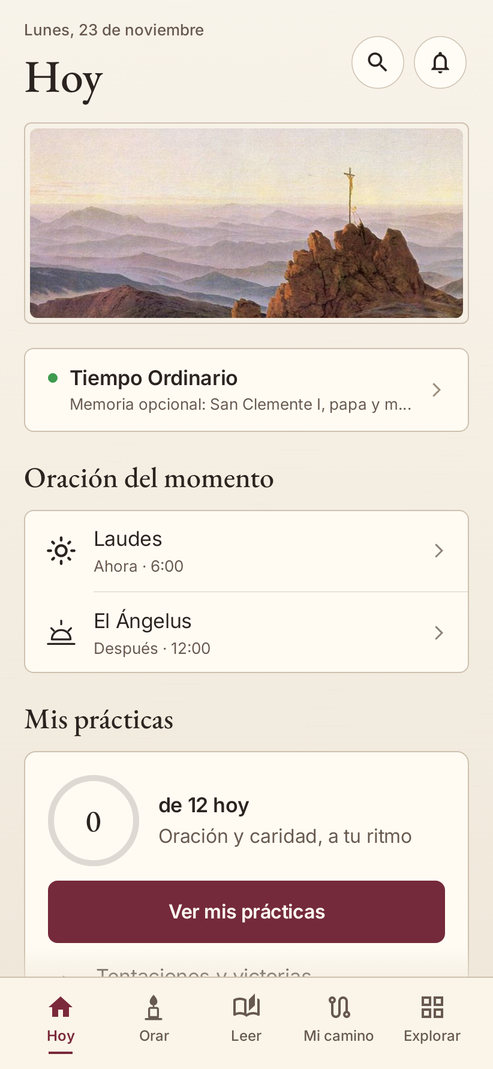 Lunes, 23 de noviembre
Hoy
Tiempo Ordinario
Memoria opcional: San Clemente I, papa y m...
Oración del momento
Laudes
Ahora · 6:00
El Ángelus
Después · 12:00
Mis prácticas
0
de 12 hoy
Oración y caridad, a tu ritmo
Ver mis prácticas
Tentaciones y victorias
Hoy
Orar
Leer
Mi camino
Explorar